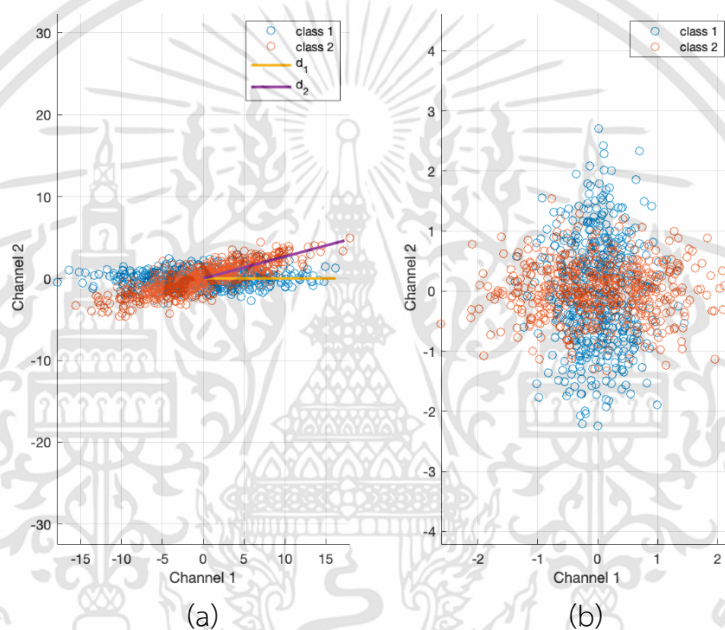 class 1
class 2
d1
d2
30
20
10
0
-10
-20
-30
Channel 2
-15 -10 -5 0 5 10 15
Channel 1
(a)
class 1
class 2
4
3
2
1
0
-1
-2
-3
-4
Channel 2
-2 -1 0 1 2
Channel 1
(b)